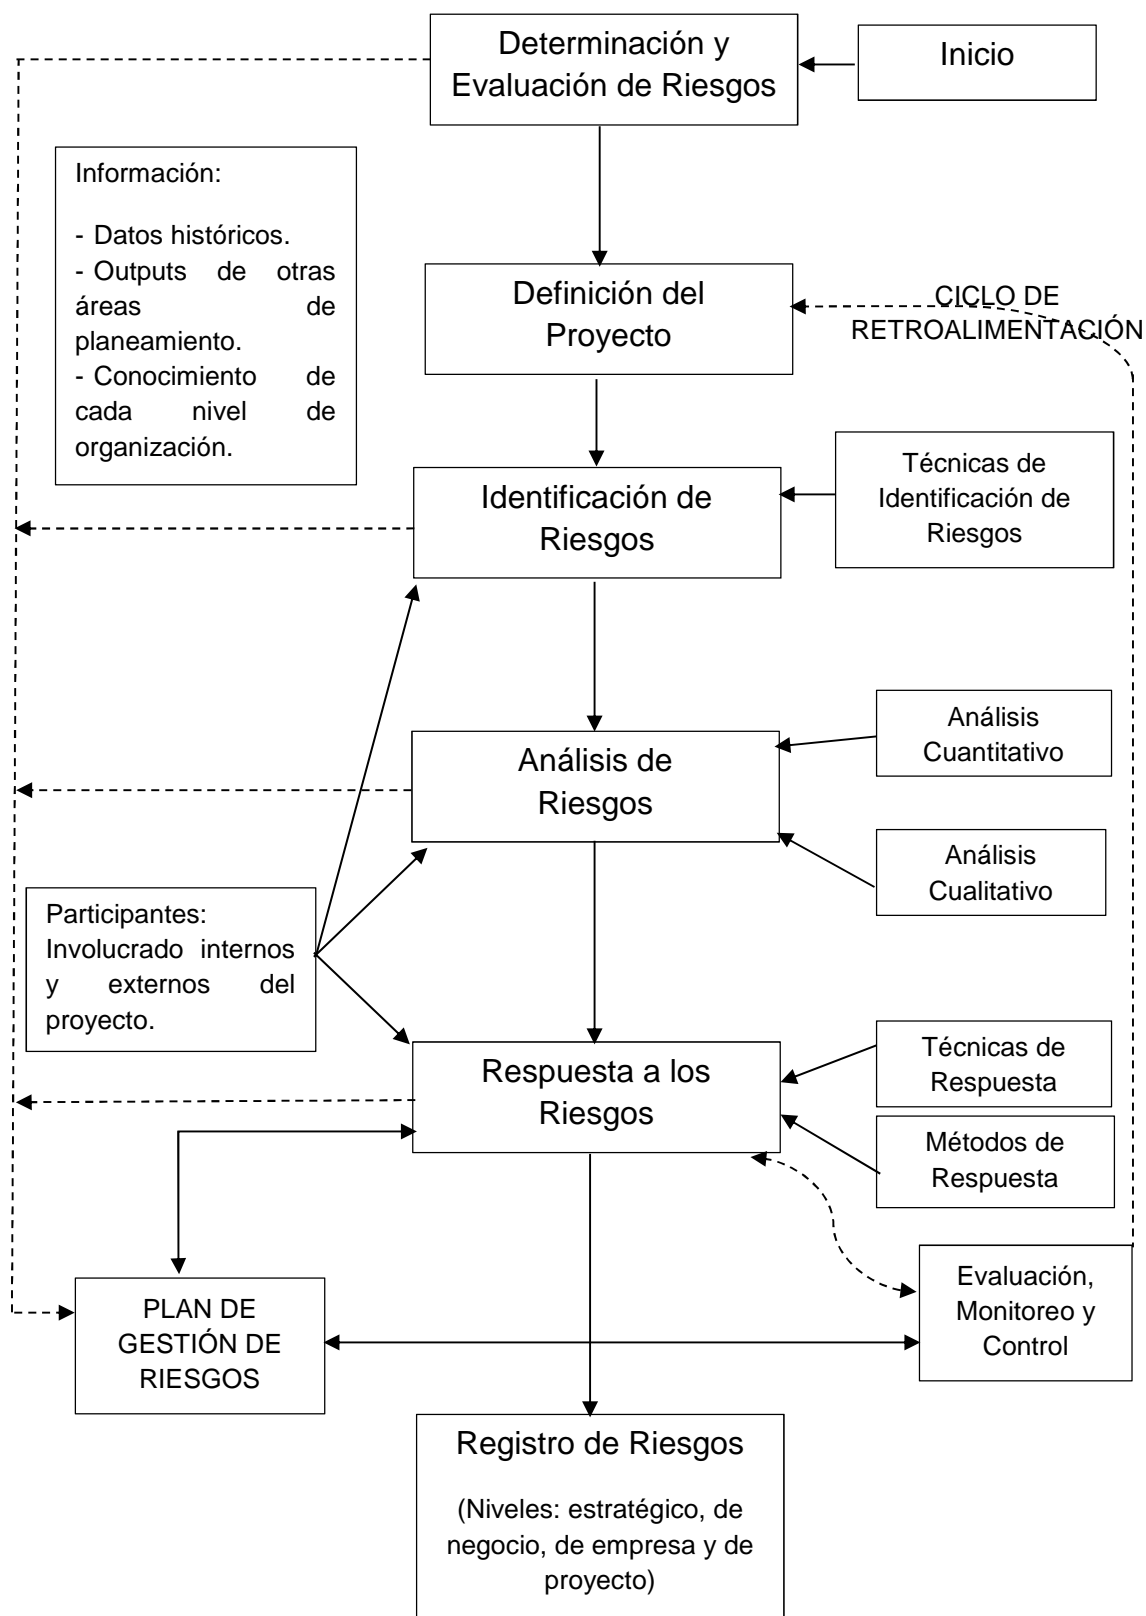 Determinación y
Evaluación de Riesgos
Inicio
Información:
- Datos históricos.
- Outputs de otras
áreas de
planeamiento.
- Conocimiento de
cada nivel de
organización.
Definición del
Proyecto
CICLO DE
RETROALIMENTACIÓN
Identificación de
Riesgos
Técnicas de
Identificación de
Riesgos
Análisis de
Riesgos
Análisis
Cuantitativo
Análisis
Cualitativo
Participantes:
Involucrado internos
y externos del
proyecto.
Respuesta a los
Riesgos
Técnicas de
Respuesta
Métodos de
Respuesta
PLAN DE
GESTIÓN DE
RIESGOS
Evaluación,
Monitoreo y
Control
Registro de Riesgos
(Niveles: estratégico, de
negocio, de empresa y de
proyecto)